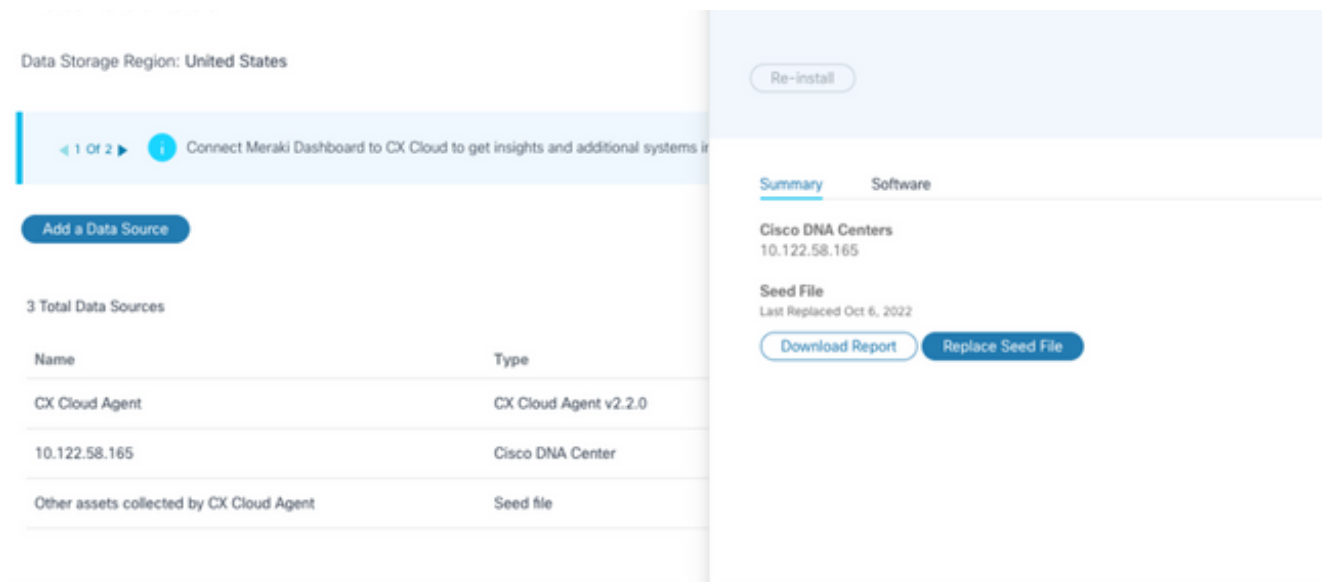 Data Storage Region: United States
1 Of 2
Connect Meraki Dashboard to CX Cloud to get insights and additional systems
Add a Data Source
3 Total Data Sources
Name Type
CX Cloud Agent CX Cloud Agent v2.2.0
10.122.58.165 Cisco DNA Center
Other assets collected by CX Cloud Agent Seed file
Re-install
Summary Software
Cisco DNA Centers
10.122.58.165
Seed File
Last Replaced Oct 6, 2022
Download Report Replace Seed File